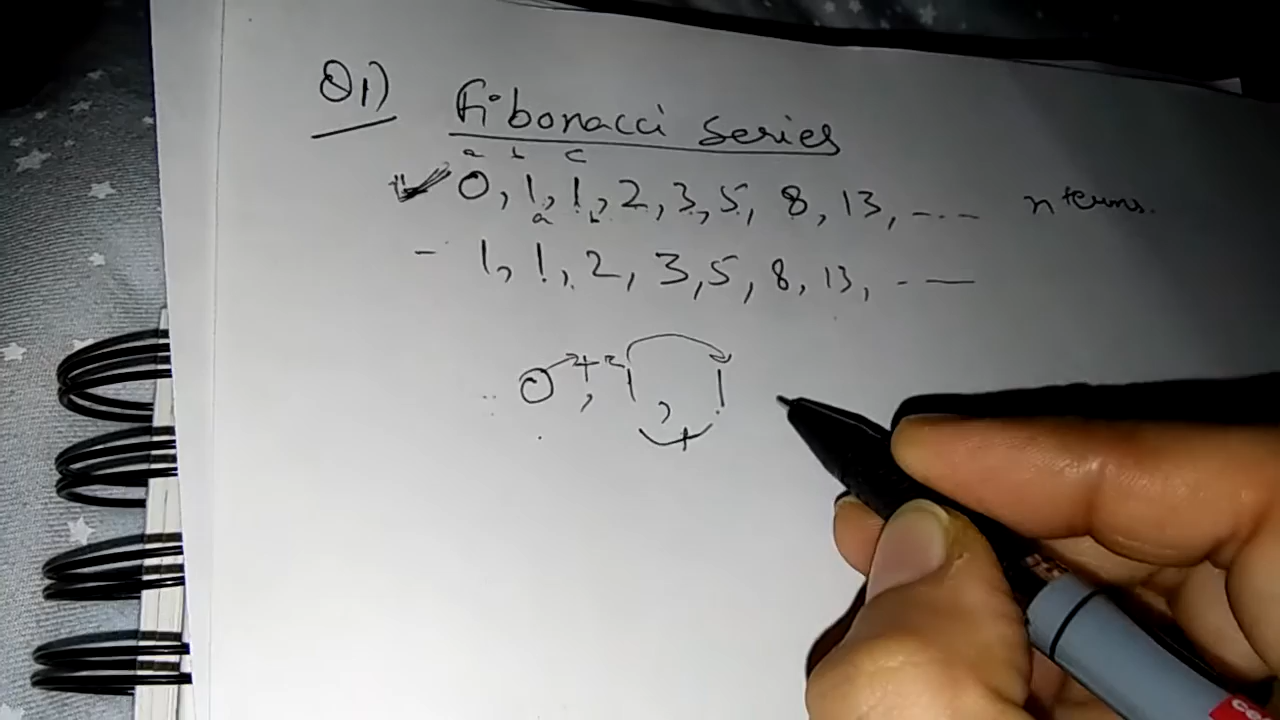 Q1) Fibonacci Series
a b c
0, 1, 1, 2, 3, 5, 8, 13, ---- n terms.
a b
- 1, 1, 2, 3, 5, 8, 13, - —
0 + , 1 , 1
+